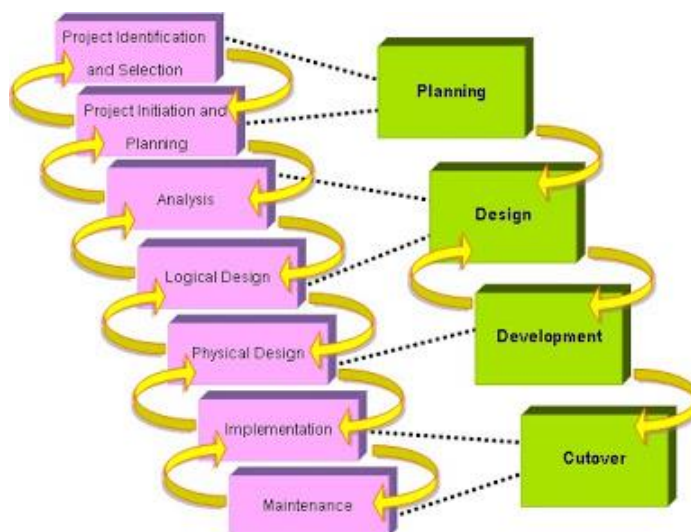 Project Identification
and Selection
Project Initiation and
Planning
Analysis
Logical Design
Physical Design
Implementation
Maintenance
Planning
Design
Development
Cutover